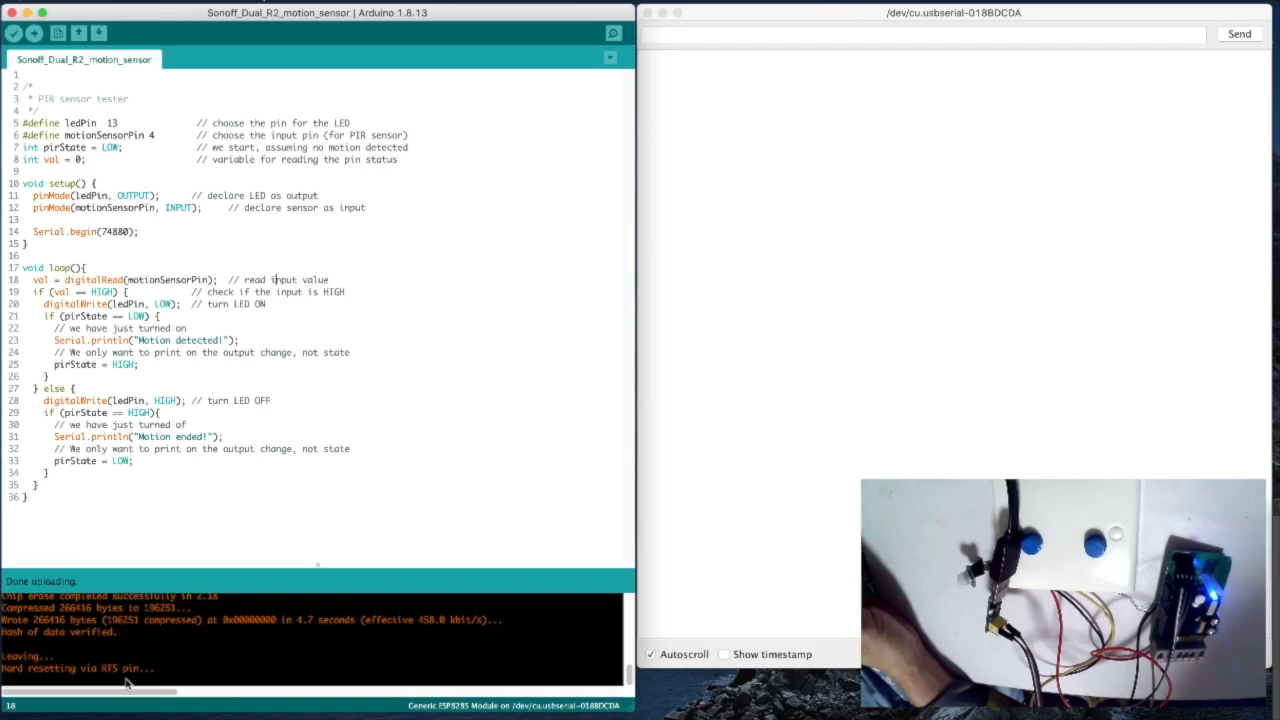 Sonoff_Dual_R2_motion_sensor | Arduino 1.8.13
Sonoff_Dual_R2_motion_sensor
1
2 /*
3  * PIR sensor tester
4  */
5 #define ledPin  13 // choose the pin for the LED
6 #define motionSensorPin 4 // choose the input pin (for PIR sensor)
7 int pirState = LOW; // we start, assuming no motion detected
8 int val = 0; // variable for reading the pin status
9
10 void setup() {
11 pinMode(ledPin, OUTPUT); // declare LED as output
12 pinMode(motionSensorPin, INPUT); // declare sensor as input
13
14 Serial.begin(74880);
15 }
16
17 void loop(){
18 val = digitalRead(motionSensorPin); // read input value
19 if (val == HIGH) { // check if the input is HIGH
20 digitalWrite(ledPin, LOW); // turn LED ON
21 if (pirState == LOW) {
22 // we have just turned on
23 Serial.println("Motion detected!");
24 // We only want to print on the output change, not state
25 pirState = HIGH;
26 }
27 } else {
28 digitalWrite(ledPin, HIGH); // turn LED OFF
29 if (pirState == HIGH){
30 // we have just turned of
31 Serial.println("Motion ended!");
32 // We only want to print on the output change, not state
33 pirState = LOW;
34 }
35 }
36 }
Done uploading.
Chip erase completed successfully in 2.1s
Compressed 266416 bytes to 196251...
Wrote 266416 bytes (196251 compressed) at 0x00000000 in 4.7 seconds (effective 458.0 kbit/s)...
Hash of data verified.
Leaving...
Hard resetting via RTS pin...
18
Generic ESP8285 Module on /dev/cu.usbserial-018BDCDA
/dev/cu.usbserial-018BDCDA
Send
Autoscroll
Show timestamp